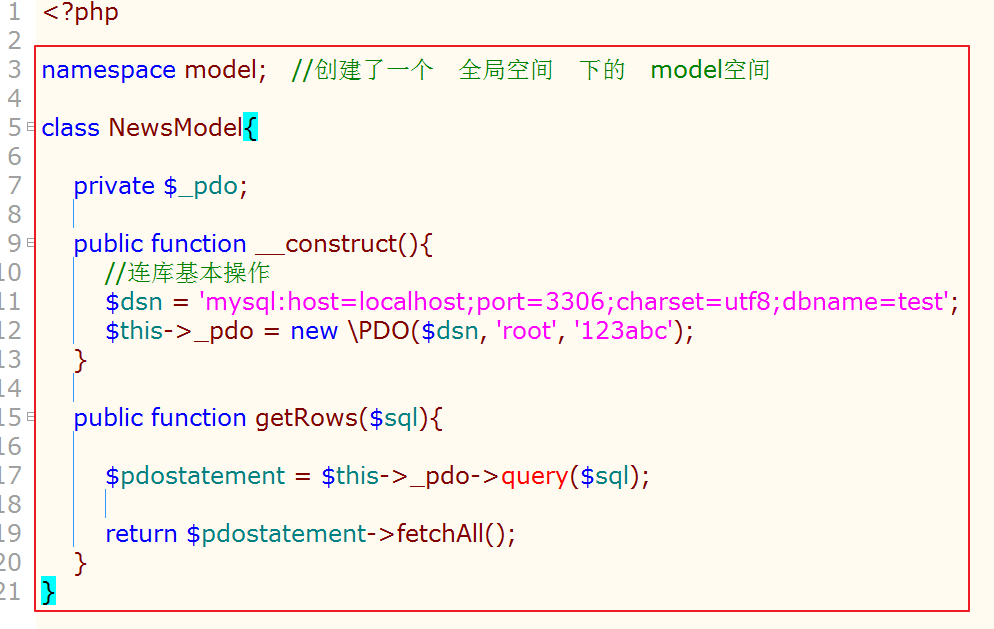 1 <?php
2
3 namespace model; //创建了一个 全局空间 下的 model空间
4
5 class NewsModel{
6
7 private $_pdo;
8
9 public function __construct(){
10 //连库基本操作
11 $dsn = 'mysql:host=localhost;port=3306;charset=utf8;dbname=test';
12 $this->_pdo = new \PDO($dsn, 'root', '123abc');
13 }
14
15 public function getRows($sql){
16
17 $pdostatement = $this->_pdo->query($sql);
18
19 return $pdostatement->fetchAll();
20 }
21 }